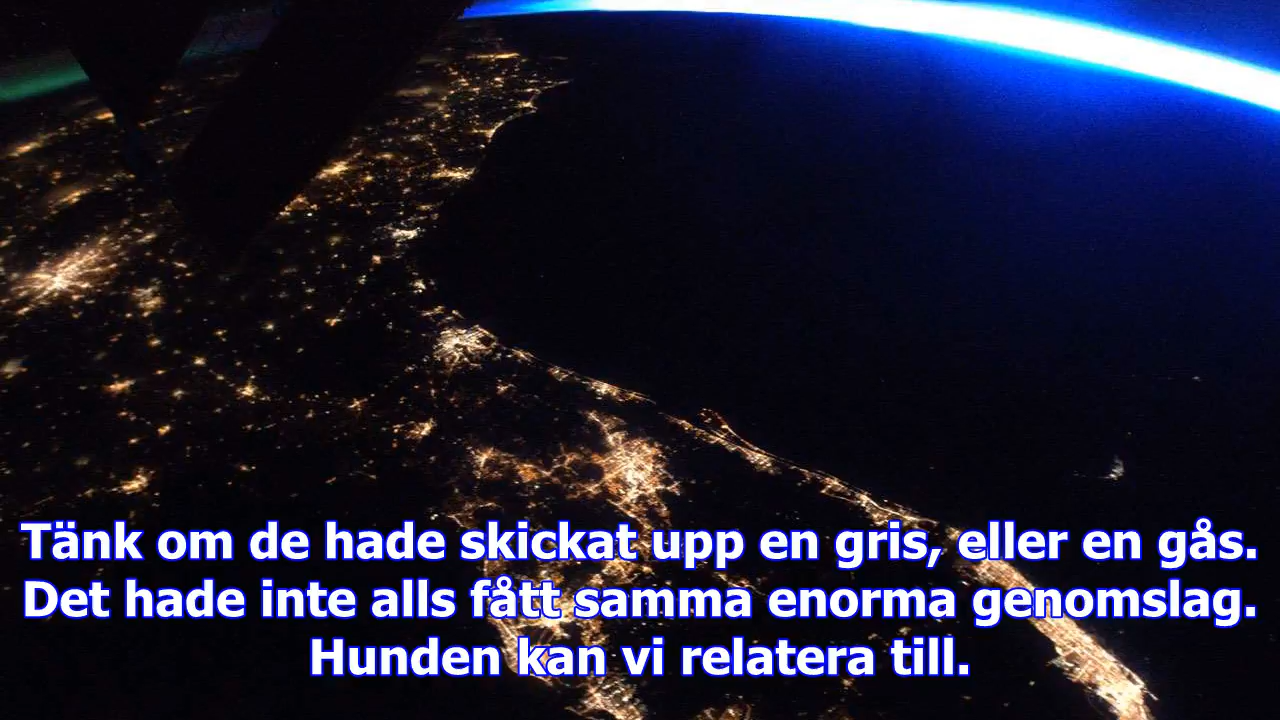 Tänk om de hade skickat upp en gris, eller en gås.
Det hade inte alls fått samma enorma genomslag.
Hunden kan vi relatera till.